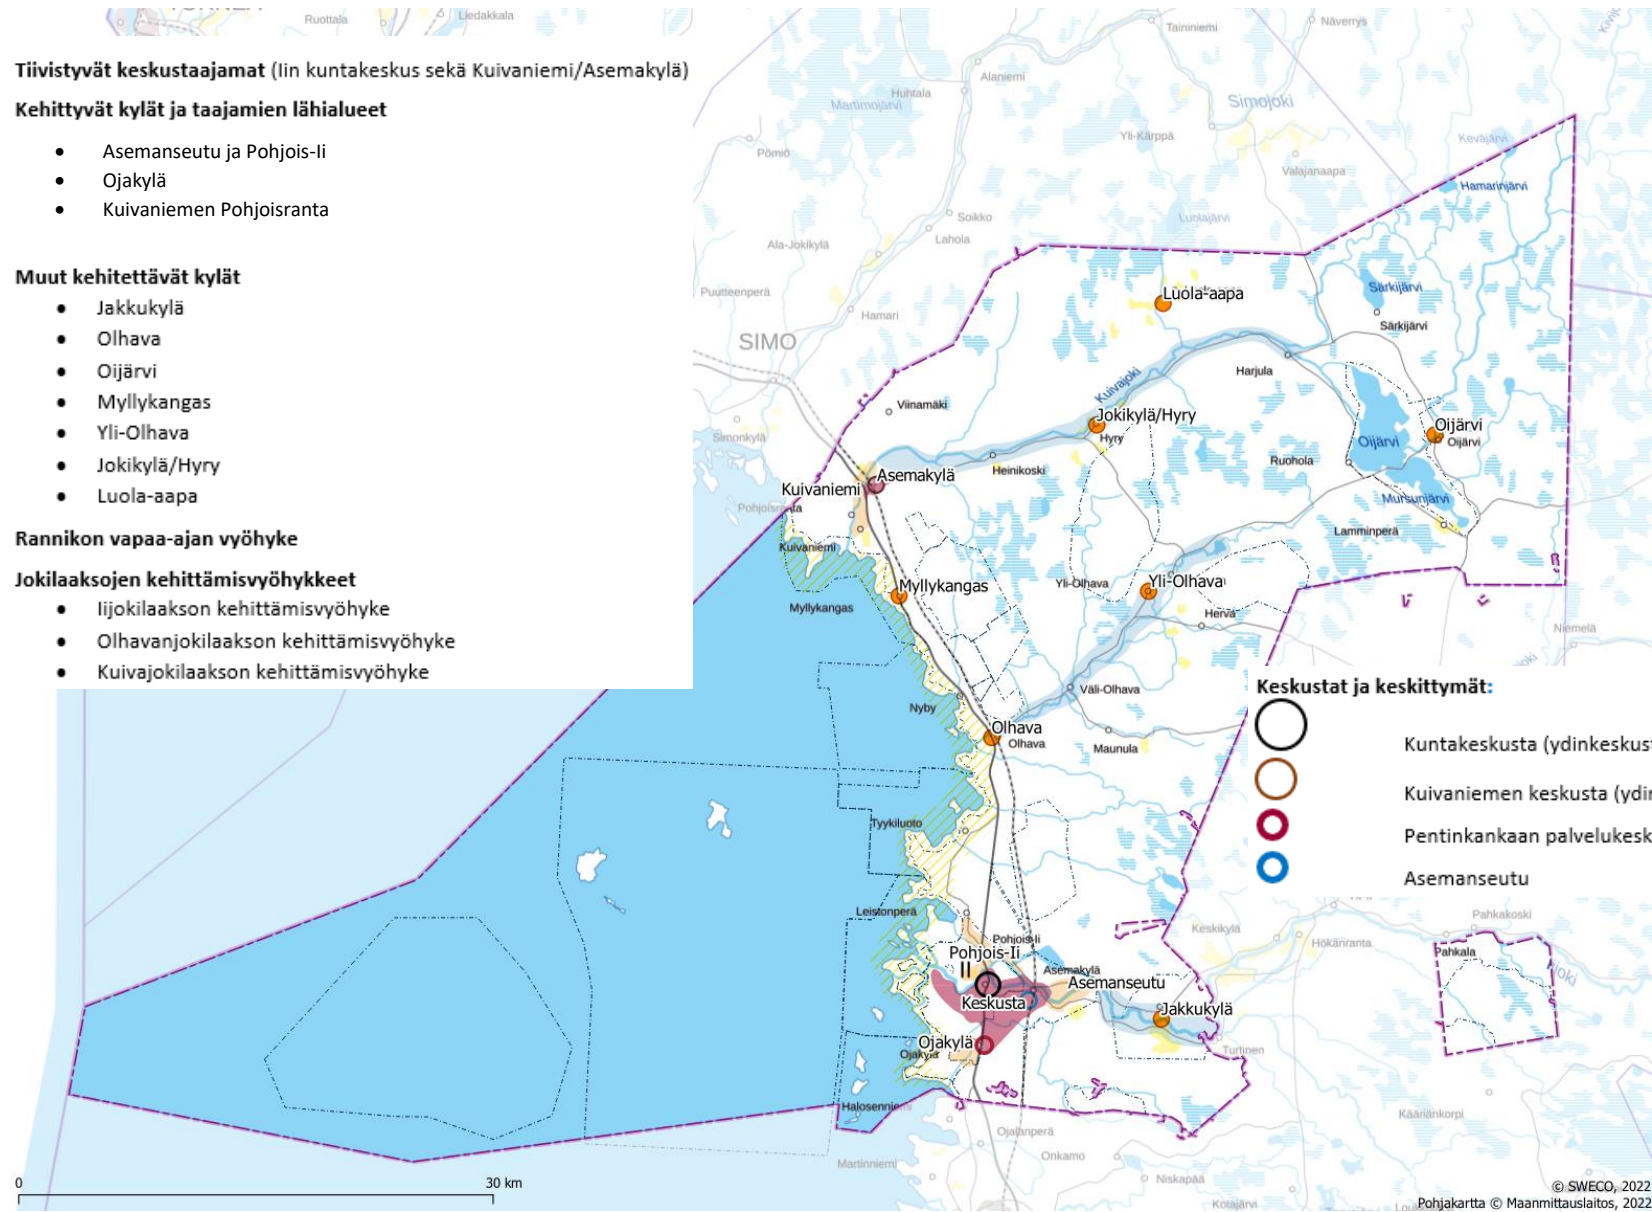 Ruottala
Liedakkala
Taininiemi
Näverrys
Tiivistyvät keskustaajamat (Iin kuntakeskus sekä Kuivaniemi/Asemakylä)
Kehittyvät kylät ja taajamien lähialueet
• Asemanseutu ja Pohjois-Ii
• Ojakylä
• Kuivaniemen Pohjoisranta
Muut kehitettävät kylät
• Jakkukylä
• Olhava
• Oijärvi
• Myllykangas
• Yli-Olhava
• Jokikylä/Hyry
• Luola-aapa
Rannikon vapaa-ajan vyöhyke
Jokilaaksojen kehittämisvyöhykkeet
• Iijokilaakson kehittämisvyöhyke
• Olhavanjokilaakson kehittämisvyöhyke
• Kuivajokilaakson kehittämisvyöhyke
Alaniemi
Huhtala
Martimojärvi
Simojoki
Yli-Kärppä
Keväjärvi
Pömiö
Valajanaapa
Hamarinjärvi
Soikko
Luolajärvi
Lahola
Ala-Jokikylä
Puutteenperä
Hamari
SIMO
Luola-aapa
Särkijärvi
Särkijärvi
Harjula
Kuivajoki
Viinamäki
Jokikylä/Hyry
Hyry
Oijärvi
Oijärvi
Oijärvi
Simonkylä
Heinikoski
Ruohola
Asemakylä
Kuivaniemi
Mursunjärvi
Pohjoisranta
Lamminperä
Kuivaniemi
Myllykangas
Yli-Olhava
Yli-Olhava
Myllykangas
Herva
Niemelä
Väli-Olhava
Nyby
Olhava
Olhava
Maunula
Keskustat ja keskittymät:
Kuntakeskusta (ydinkeskust
Kuivaniemen keskusta (ydin
Pentinkankaan palvelukesk
Asemanseutu
Tyykiluoto
Leistonperä
Pahkakoski
Keskikylä
Hökänranta
Pohjois-Ii
Pohjois-Ii
II
Pahkala
Asemakylä
Asemanseutu
Keskusta
Jakkukylä
Ojakylä
Ojakylä
Turtinen
Halosenniemi
Kääriänkorpi
Ojalanperä
Onkamo
Martinniemi
Niskapää
Kotajärvi
0
30 km
© SWECO, 2022
Pohjakartta © Maanmittauslaitos, 2022